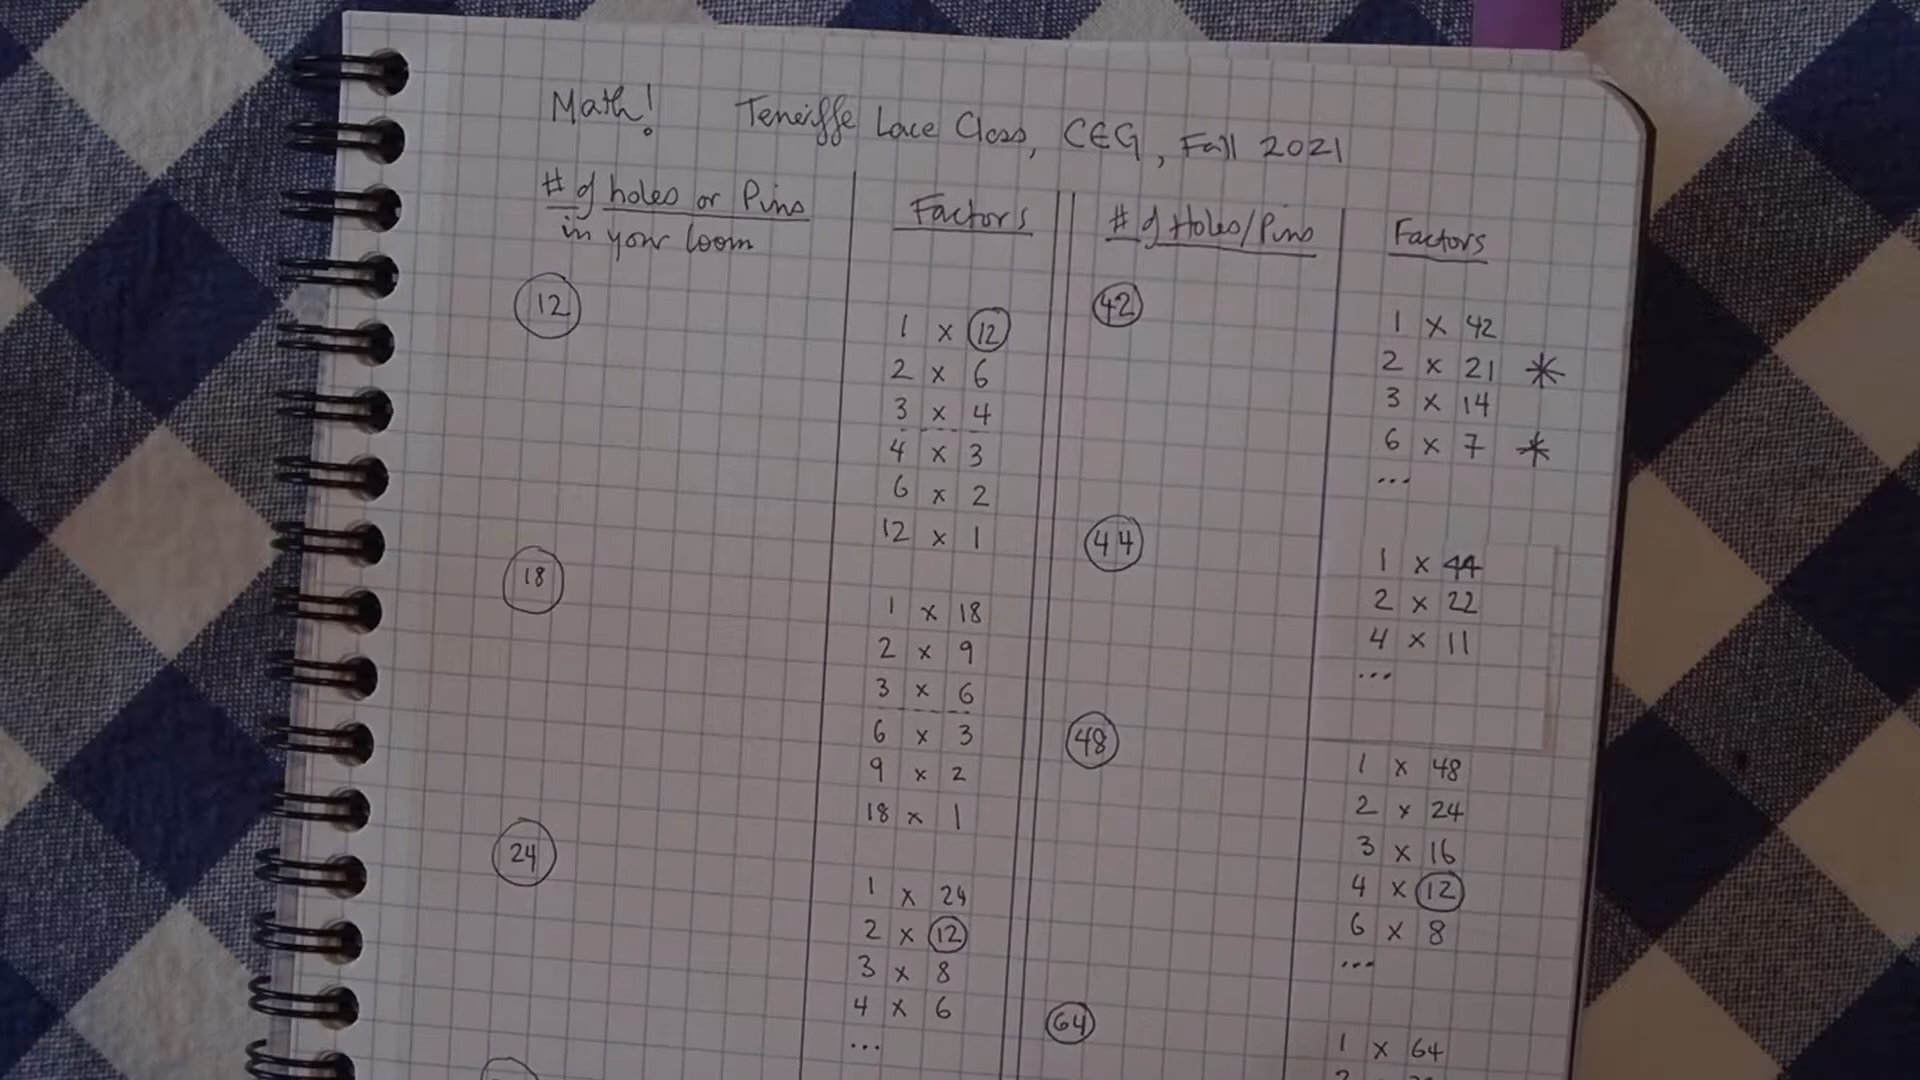 Math! Teneriffe Lace Class, CEG, Fall 2021
# of holes or Pins
in your loom
Factors
12
1 x 12
2 x 6
3 x 4
4 x 3
6 x 2
12 x 1
18
1 x 18
2 x 9
3 x 6
6 x 3
9 x 2
18 x 1
24
1 x 24
2 x 12
3 x 8
4 x 6
...
# of Holes/Pins
Factors
42
1 x 42
2 x 21 *
3 x 14
6 x 7 *
...
44
1 x 44
2 x 22
4 x 11
...
48
1 x 48
2 x 24
3 x 16
4 x 12
6 x 8
...
64
1 x 64